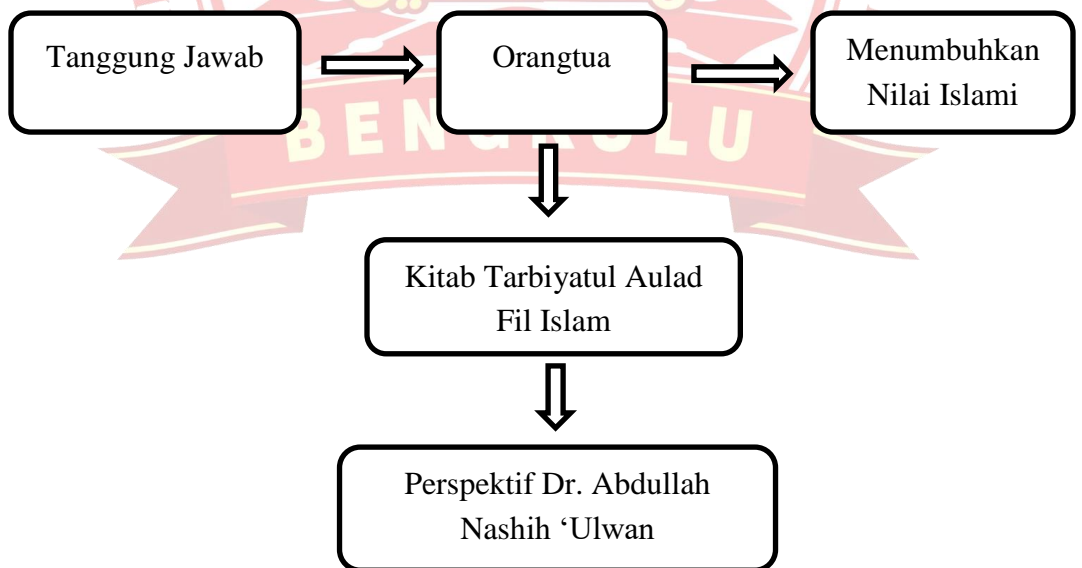 Tanggung Jawab
Orangtua
Menumbuhkan
Nilai Islami
BENGKULU
Kitab Tarbiyatul Aulad
Fil Islam
Perspektif Dr. Abdullah
Nashih ‘Ulwan